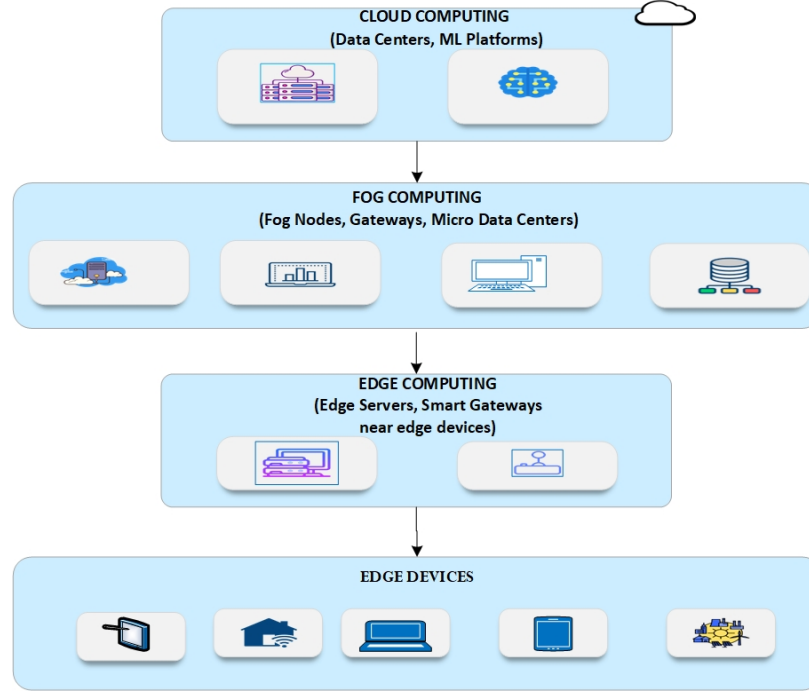 CLOUD COMPUTING
(Data Centers, ML Platforms)
FOG COMPUTING
(Fog Nodes, Gateways, Micro Data Centers)
EDGE COMPUTING
(Edge Servers, Smart Gateways
near edge devices)
EDGE DEVICES